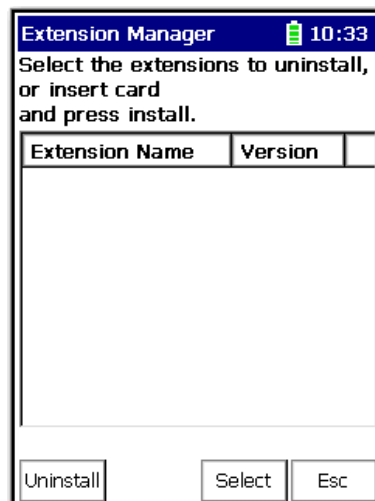 Extension Manager 10:33
Select the extensions to uninstall,
or insert card
and press install.
Extension Name Version
Uninstall Select Esc